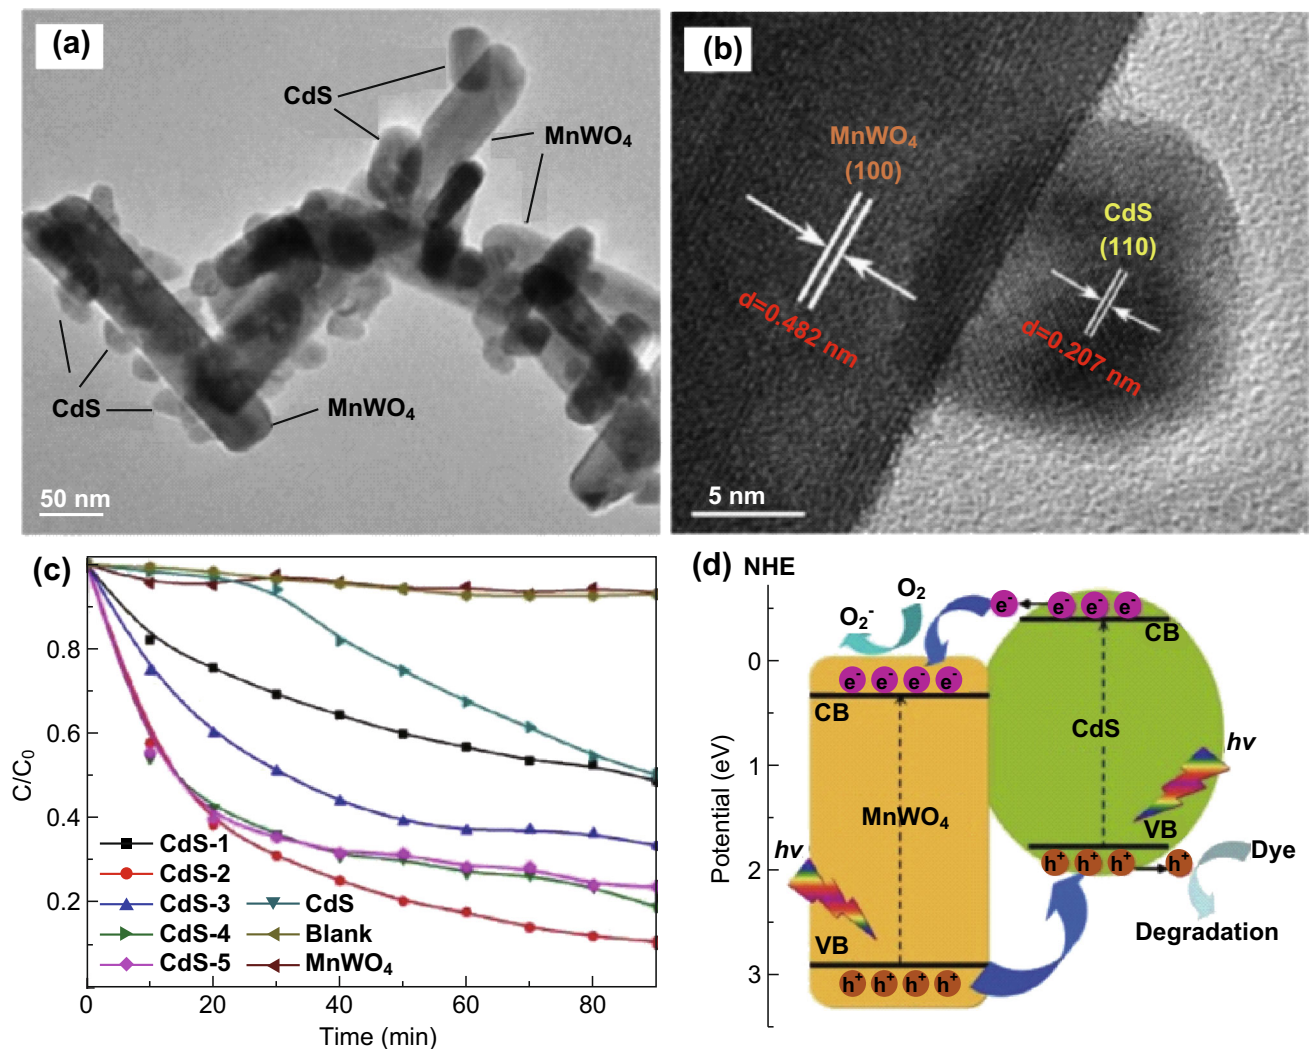 (a)
CdS
MnWO₄
CdS
MnWO₄
50 nm
(b)
MnWO₄
(100)
CdS
(110)
d=0.482 nm
d=0.207 nm
5 nm
(c)
C/C₀
0.8
0.6
0.4
0.2
CdS-1
CdS-2
CdS-3
CdS-4
CdS-5
CdS
Blank
MnWO₄
0
20
40
60
80
Time (min)
(d)
NHE
Potential (eV)
0
1
2
3
O₂
O₂⁻
e⁻
e⁻ e⁻ e⁻
CB
e⁻ e⁻ e⁻ e⁻
CB
CdS
hv
MnWO₄
VB
hv
h⁺ h⁺ h⁺
h⁺
Dye
Degradation
VB
h⁺ h⁺ h⁺ h⁺